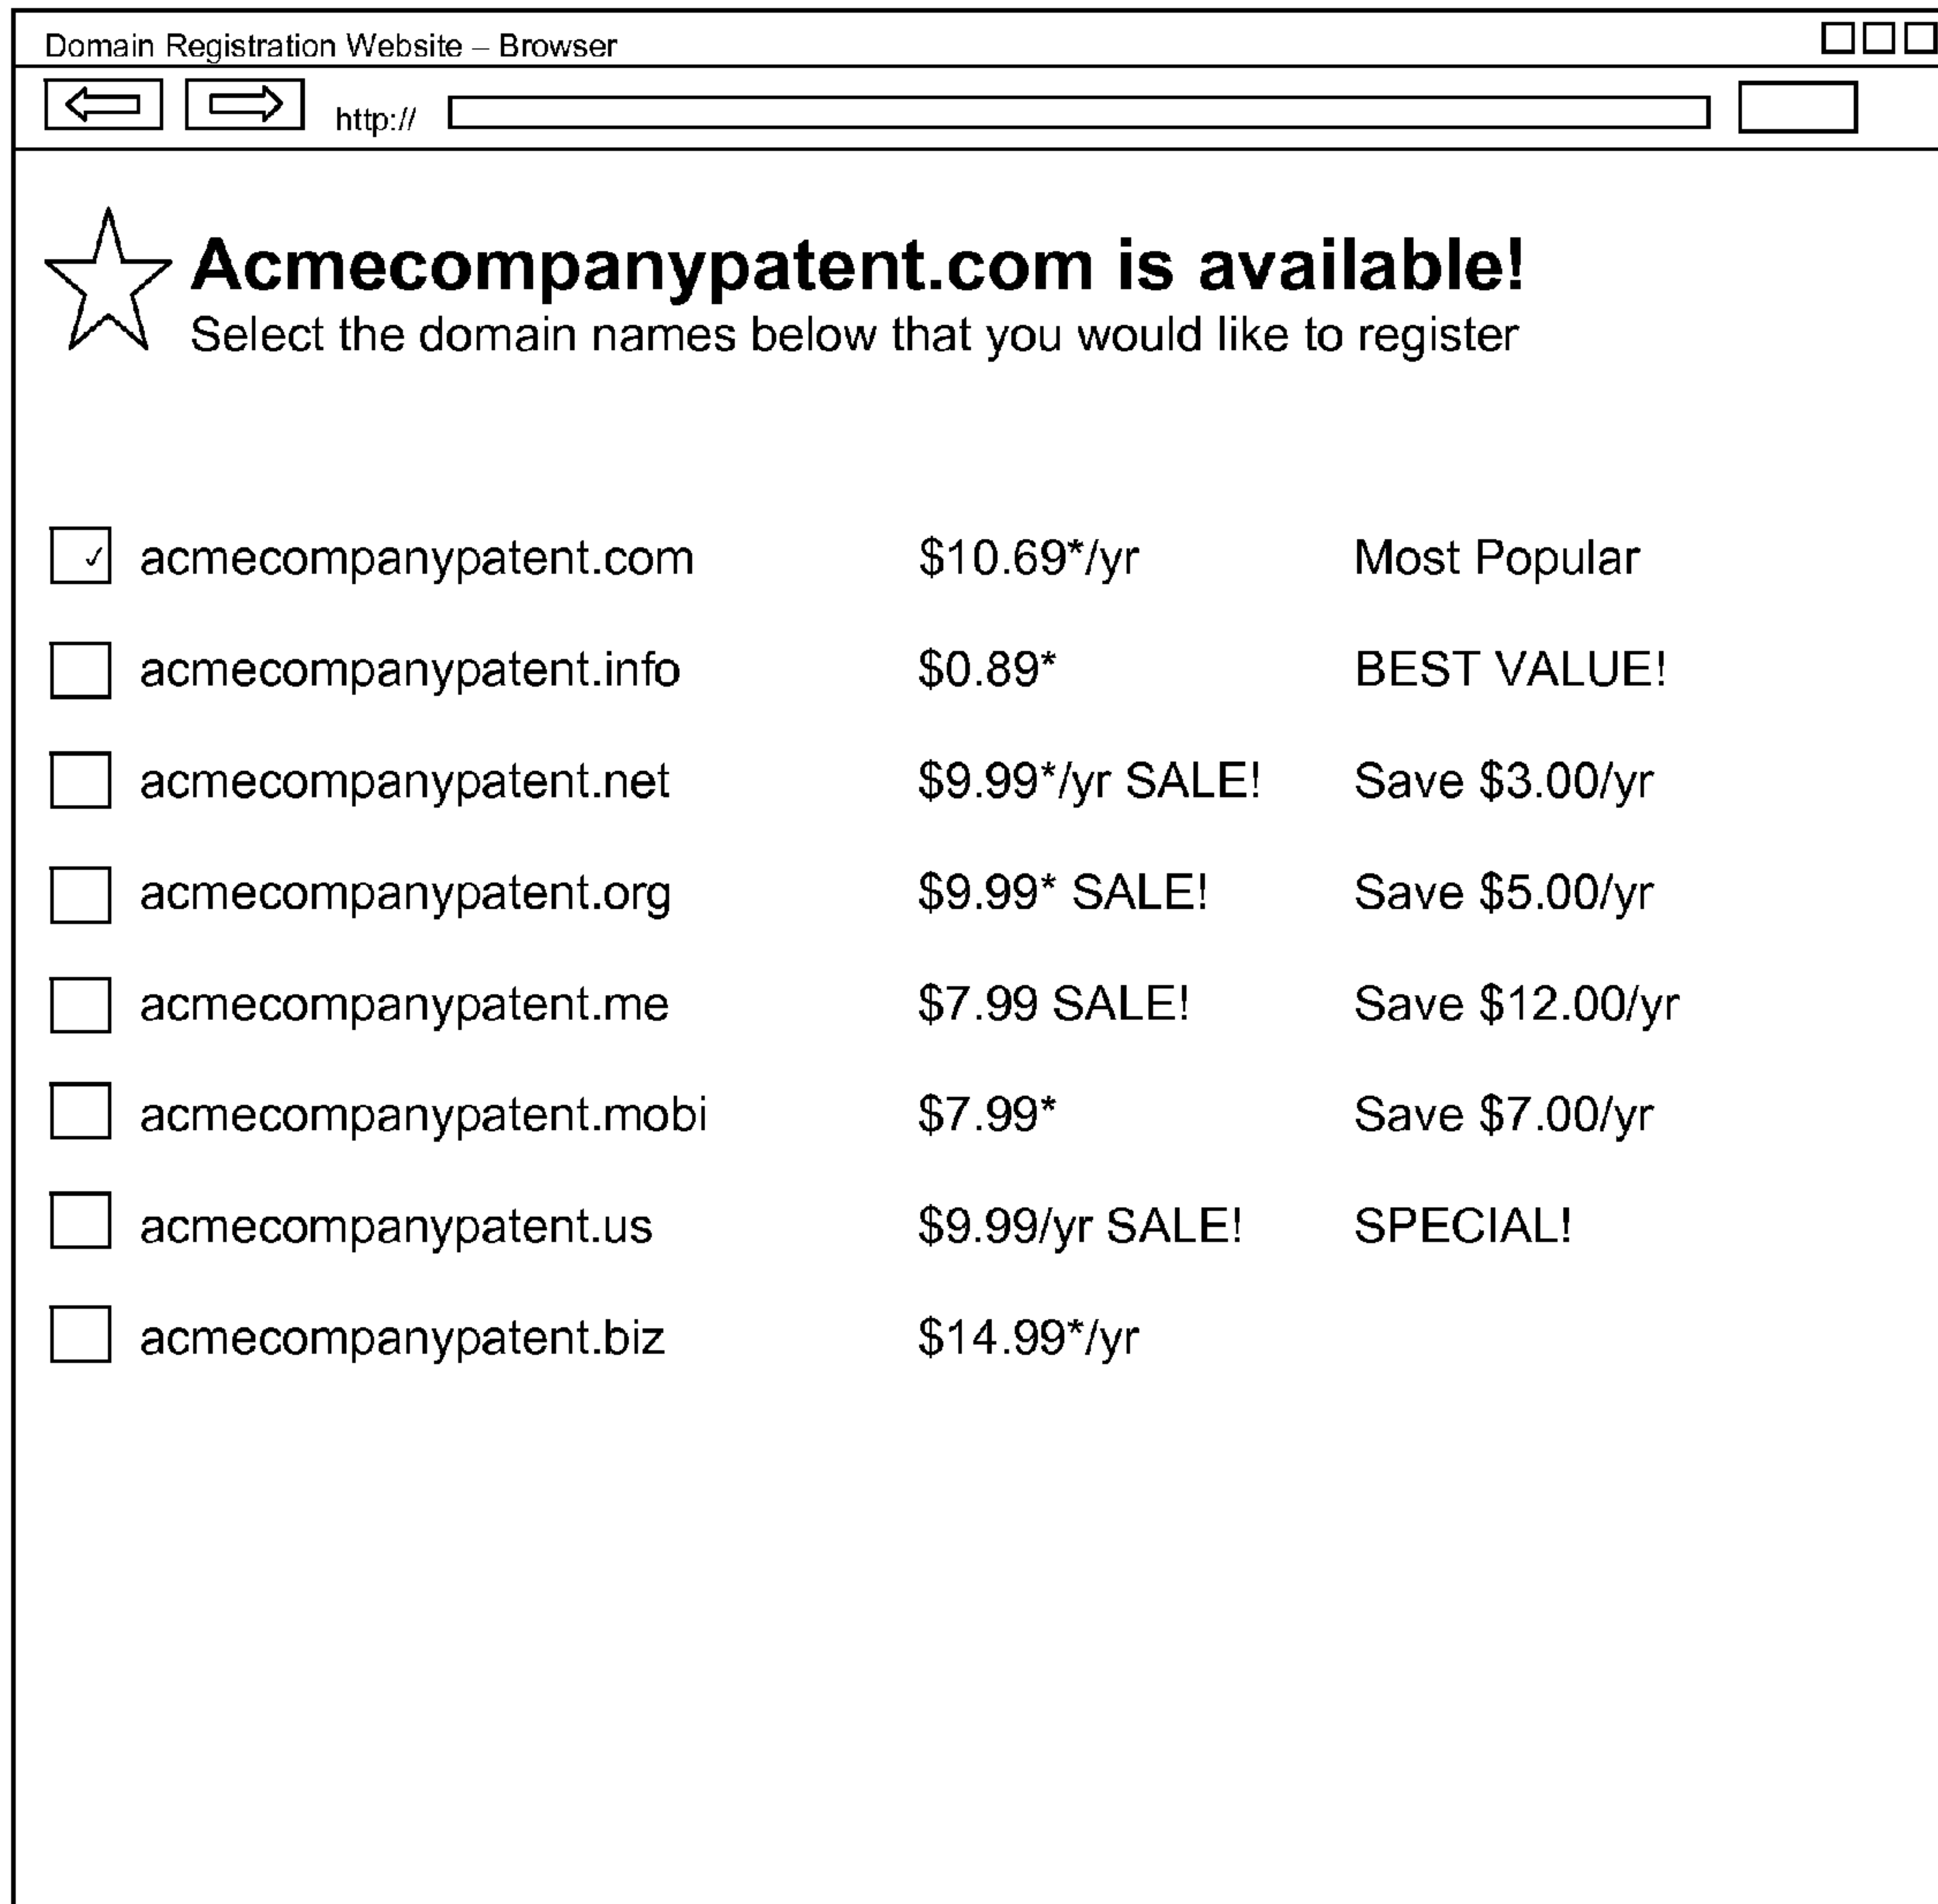 Domain Registration Website – Browser
http://
Acmecompanypatent.com is available!
Select the domain names below that you would like to register
acmecompanypatent.com $10.69*/yr Most Popular
acmecompanypatent.info $0.89* BEST VALUE!
acmecompanypatent.net $9.99*/yr SALE! Save $3.00/yr
acmecompanypatent.org $9.99* SALE! Save $5.00/yr
acmecompanypatent.me $7.99 SALE! Save $12.00/yr
acmecompanypatent.mobi $7.99* Save $7.00/yr
acmecompanypatent.us $9.99/yr SALE! SPECIAL!
acmecompanypatent.biz $14.99*/yr